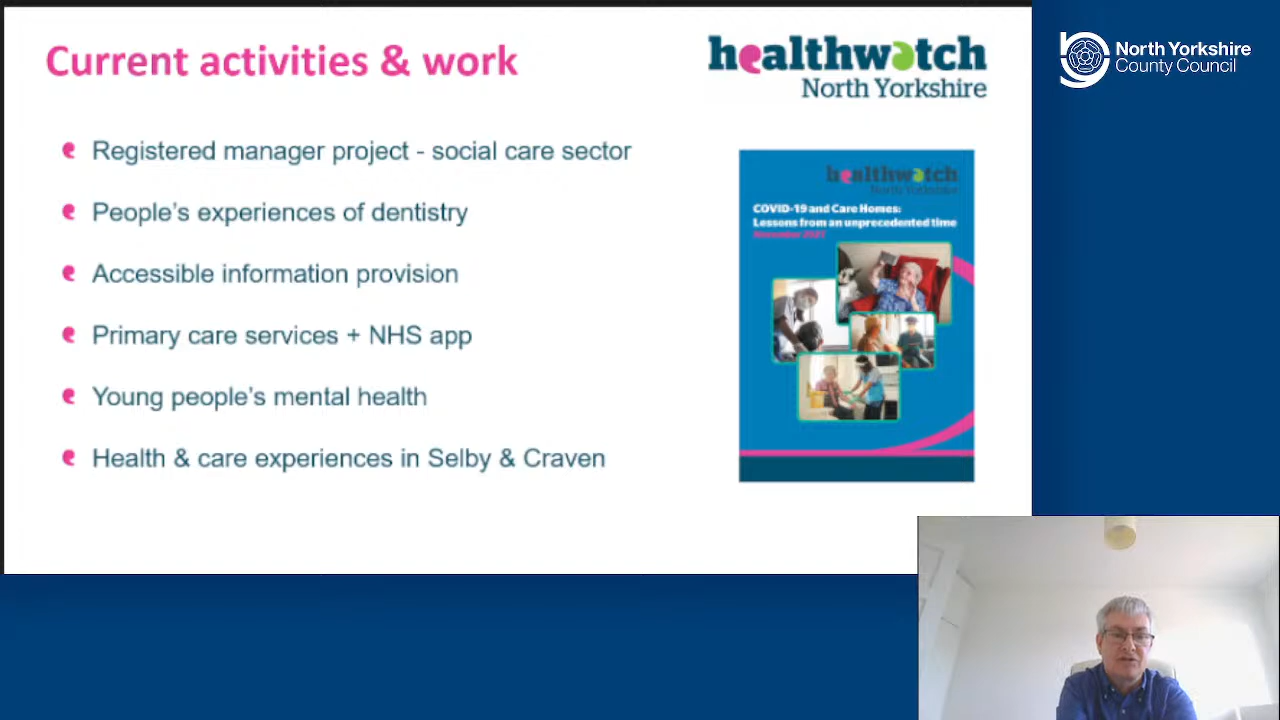 Current activities & work
healthwatch
North Yorkshire
North Yorkshire
County Council
Registered manager project - social care sector
People's experiences of dentistry
Accessible information provision
Primary care services + NHS app
Young people's mental health
Health & care experiences in Selby & Craven
healthwatch
North Yorkshire
COVID-19 and Care Homes:
Lessons from an unprecedented time
November 2021